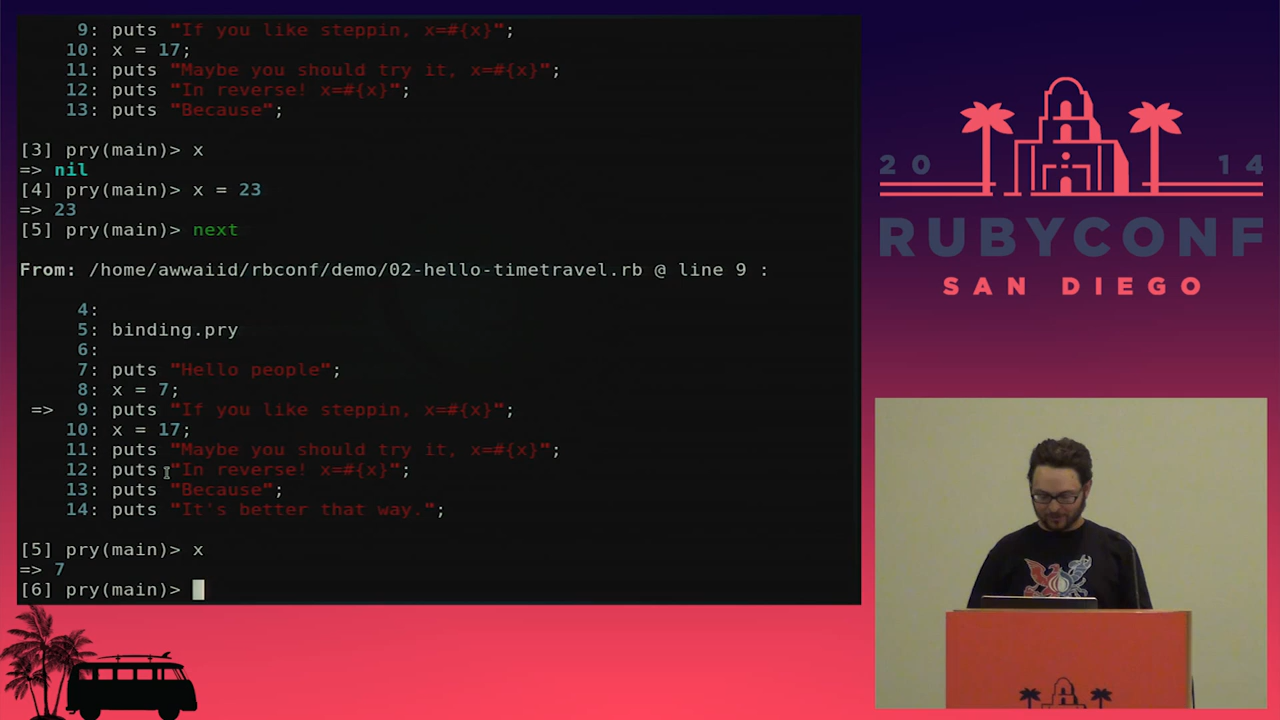 9: puts "If you like steppin, x=#{x}";
10: x = 17;
11: puts "Maybe you should try it, x=#{x}";
12: puts "In reverse! x=#{x}";
13: puts "Because";
[3] pry(main)> x
=> nil
[4] pry(main)> x = 23
=> 23
[5] pry(main)> next
From: /home/awwaiid/rbconf/demo/02-hello-timetravel.rb @ line 9 :
4:
5: binding.pry
6:
7: puts "Hello people";
8: x = 7;
=> 9: puts "If you like steppin, x=#{x}";
10: x = 17;
11: puts "Maybe you should try it, x=#{x}";
12: puts "In reverse! x=#{x}";
13: puts "Because";
14: puts "It's better that way.";
[5] pry(main)> x
=> 7
[6] pry(main)>
20 14
RUBYCONF
SAN DIEGO